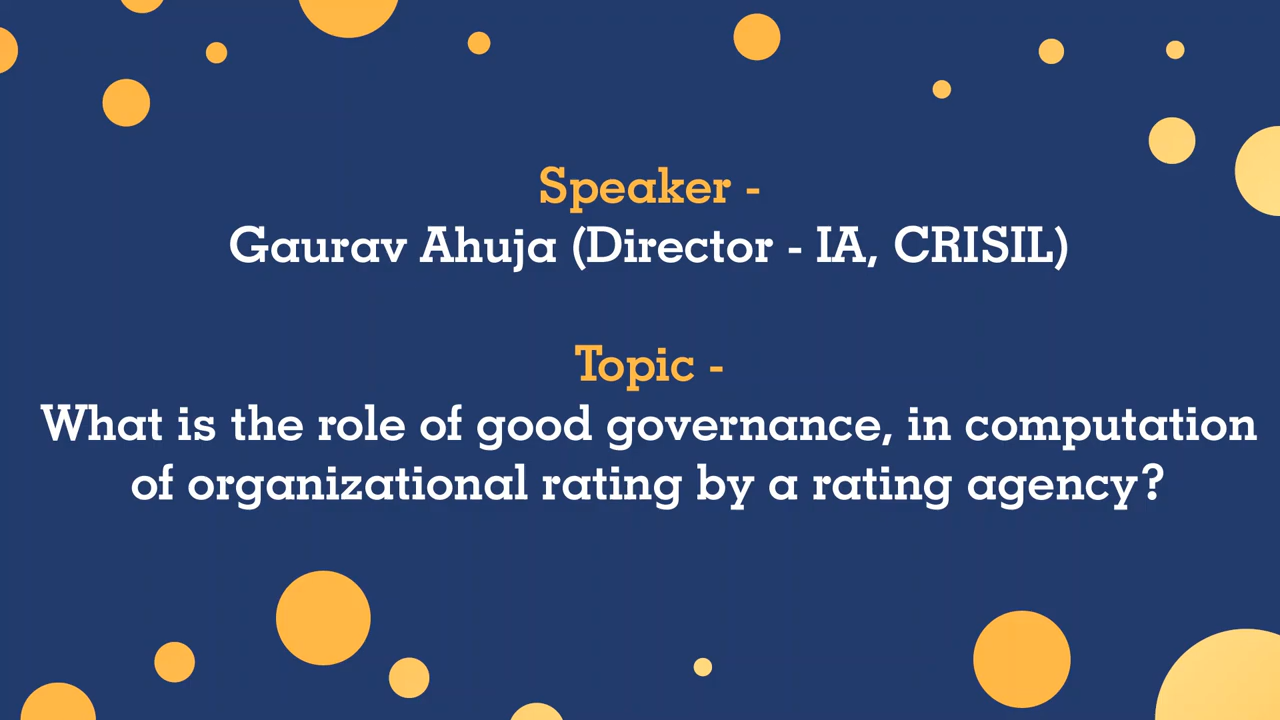 Speaker -
Gaurav Ahuja (Director - IA, CRISIL)
Topic -
What is the role of good governance, in computation
of organizational rating by a rating agency?